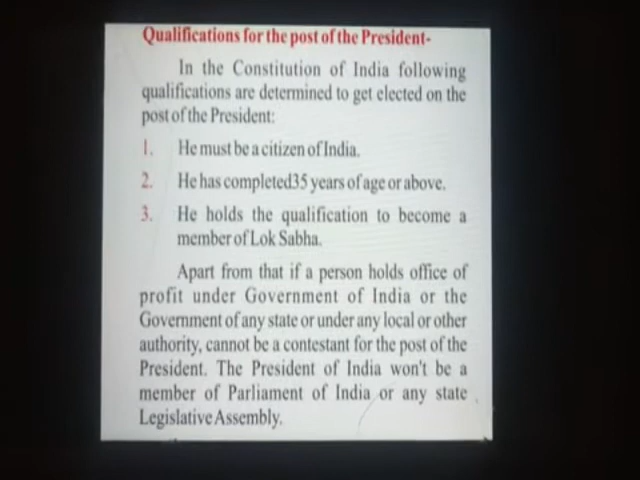 Qualifications for the post of the President-
In the Constitution of India following
qualifications are determined to get elected on the
post of the President:
1. He must be a citizen of India.
2. He has completed35 years of age or above.
3. He holds the qualification to become a
member of Lok Sabha.
Apart from that if a person holds office of
profit under Government of India or the
Government of any state or under any local or other
authority, cannot be a contestant for the post of the
President. The President of India won't be a
member of Parliament of India or any state
Legislative Assembly.